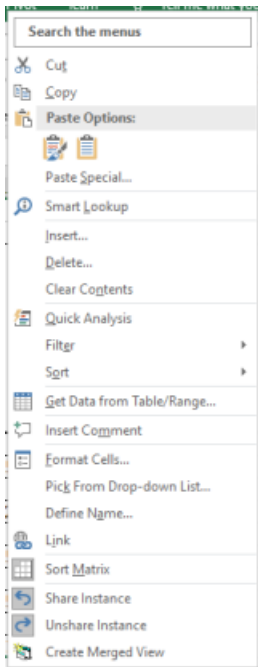 Search the menus
Cut
Copy
Paste Options:
Paste Special...
Smart Lookup
Insert...
Delete...
Clear Contents
Quick Analysis
Filter
Sort
Get Data from Table/Range...
Insert Comment
Format Cells...
Pick From Drop-down List...
Define Name...
Link
Sort Matrix
Share Instance
Unshare Instance
Create Merged View